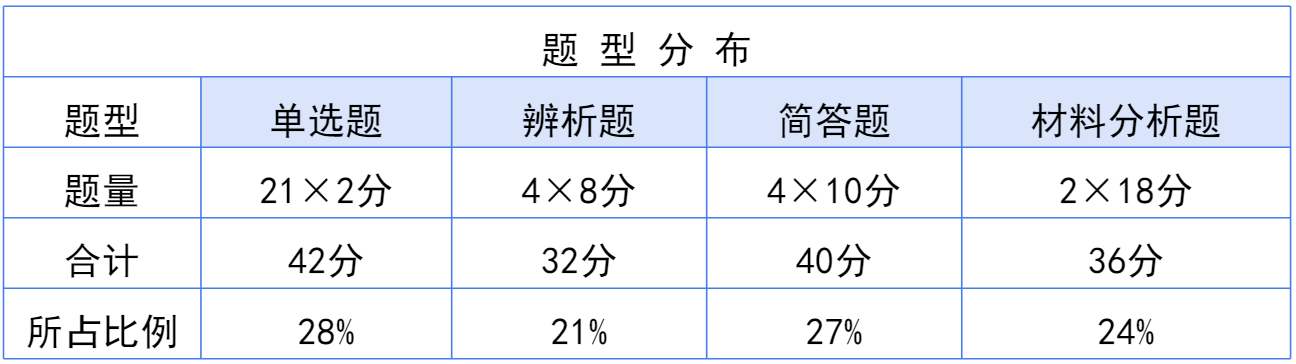 题 型 分 布
题型 单选题 辨析题 简答题 材料分析题
题量 21×2分 4×8分 4×10分 2×18分
合计 42分 32分 40分 36分
所占比例 28% 21% 27% 24%